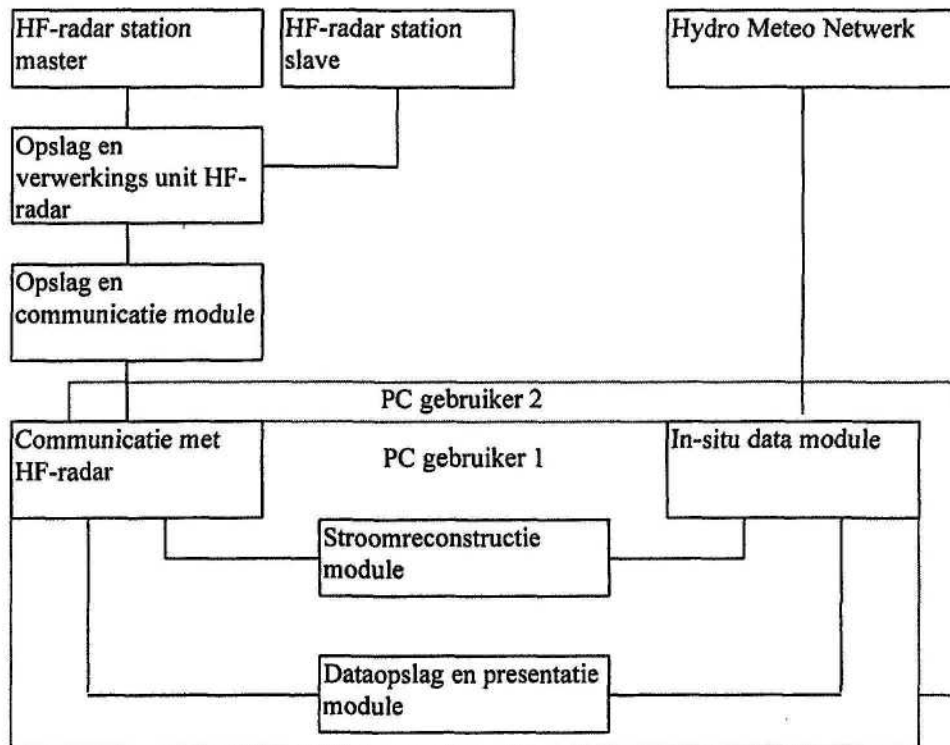 HF-radar station
master
HF-radar station
slave
Hydro Meteo Netwerk
Opslag en
verwerkings unit HF-
radar
Opslag en
communicatie module
PC gebruiker 2
Communicatie met
HF-radar
PC gebruiker 1
In-situ data module
Stroomreconstructie
module
Dataopslag en presentatie
module